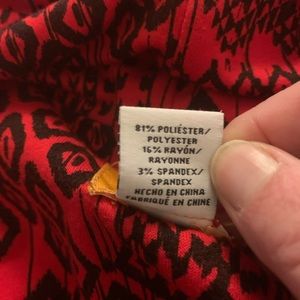 81% POLIÉSTER/
POLYESTER
16% RAYÓN/
RAYONNE
3% SPANDEX/
SPANDEX
HECHO EN CHINA
FABRIQUÉ EN CHINE